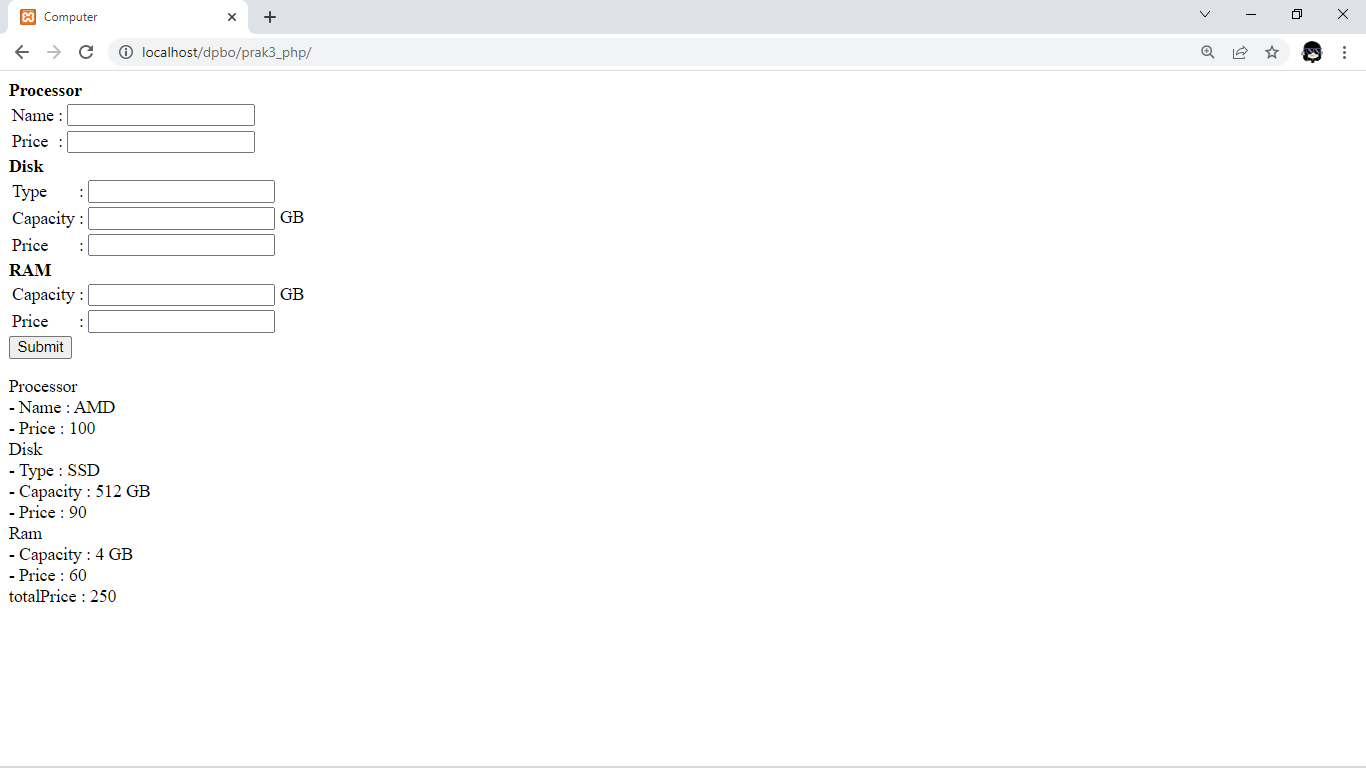 Computer
localhost/dpbo/prak3_php/
Processor
Name :
Price :
Disk
Type :
Capacity : GB
Price :
RAM
Capacity : GB
Price :
Submit
Processor
- Name : AMD
- Price : 100
Disk
- Type : SSD
- Capacity : 512 GB
- Price : 90
Ram
- Capacity : 4 GB
- Price : 60
totalPrice : 250